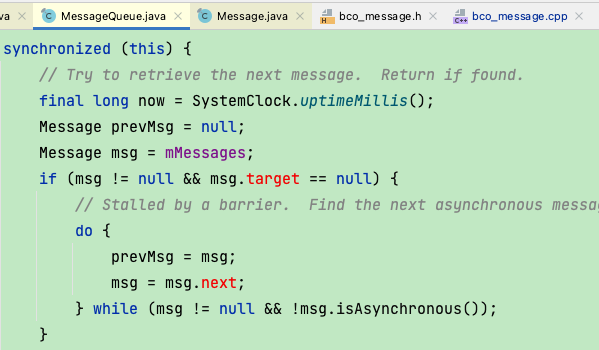 va MessageQueue.java Message.java bco_message.h bco_message.cpp
synchronized (this) {
// Try to retrieve the next message.  Return if found.
final long now = SystemClock.uptimeMillis();
Message prevMsg = null;
Message msg = mMessages;
if (msg != null && msg.target == null) {
// Stalled by a barrier.  Find the next asynchronous messag
do {
prevMsg = msg;
msg = msg.next;
} while (msg != null && !msg.isAsynchronous());
}